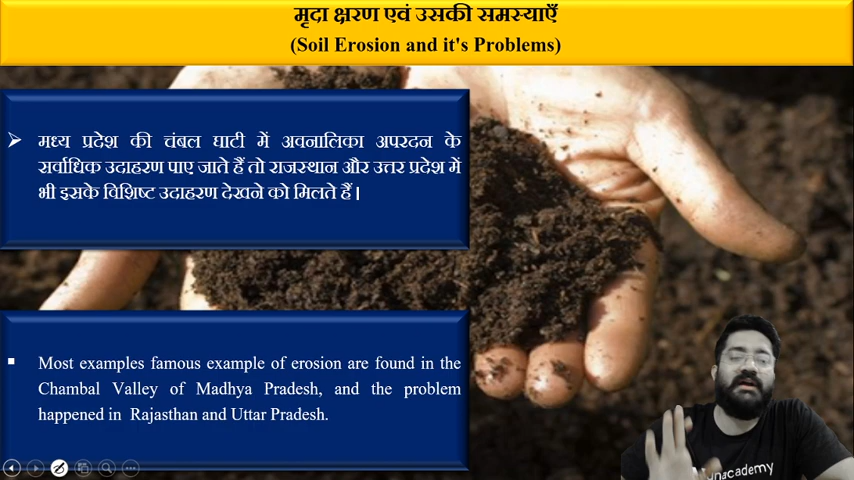 मृदा क्षरण एवं उसकी समस्याएँ
(Soil Erosion and it's Problems)
मध्य प्रदेश की चंबल घाटी में अवनालिका अपरदन के
सर्वाधिक उदाहरण पाए जाते हैं तो राजस्थान और उत्तर प्रदेश में
भी इसके विशिष्ट उदाहरण देखने को मिलते हैं।
Most examples famous example of erosion are found in the
Chambal Valley of Madhya Pradesh, and the problem
happened in Rajasthan and Uttar Pradesh.
unacademy